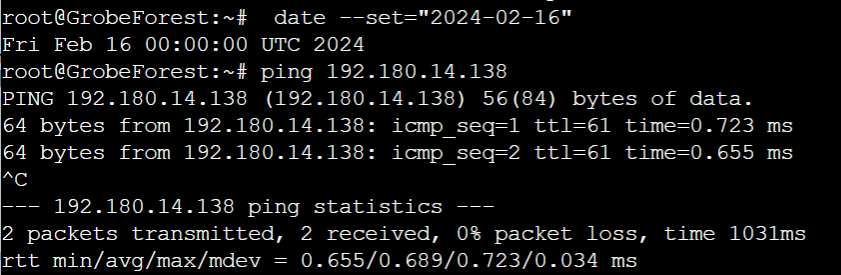 root@GrobeForest:~#  date --set="2024-02-16"
Fri Feb 16 00:00:00 UTC 2024
root@GrobeForest:~# ping 192.180.14.138
PING 192.180.14.138 (192.180.14.138) 56(84) bytes of data.
64 bytes from 192.180.14.138: icmp_seq=1 ttl=61 time=0.723 ms
64 bytes from 192.180.14.138: icmp_seq=2 ttl=61 time=0.655 ms
^C
--- 192.180.14.138 ping statistics ---
2 packets transmitted, 2 received, 0% packet loss, time 1031ms
rtt min/avg/max/mdev = 0.655/0.689/0.723/0.034 ms